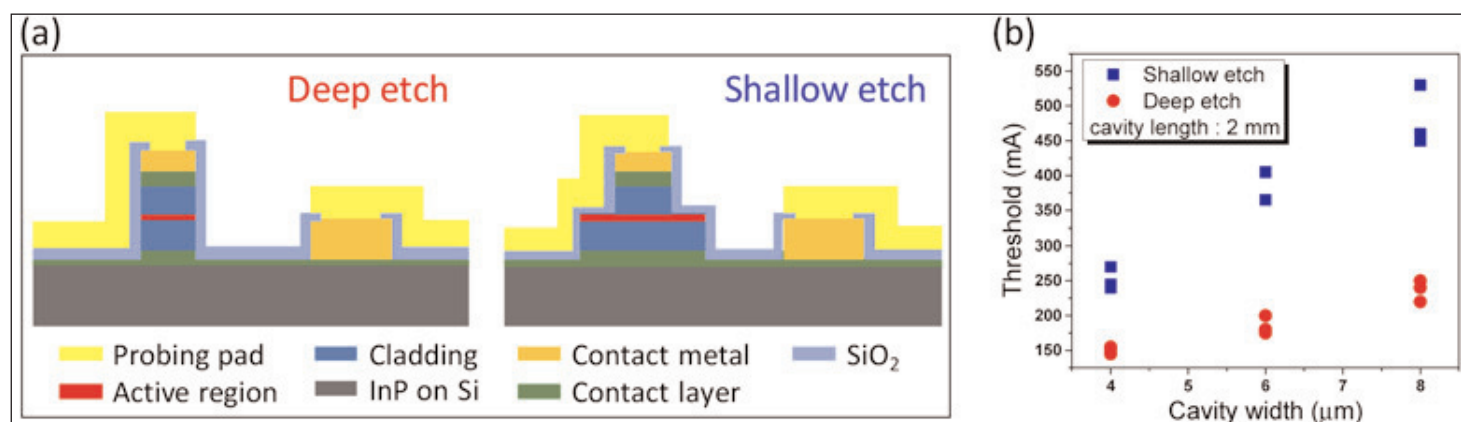 (a)
Deep etch
Shallow etch
Probing pad
Cladding
Contact metal
SiO₂
Active region
InP on Si
Contact layer
(b)
Shallow etch
Deep etch
cavity length : 2 mm
550
500
450
400
350
300
250
200
150
Threshold (mA)
4 5 6 7 8
Cavity width (μm)